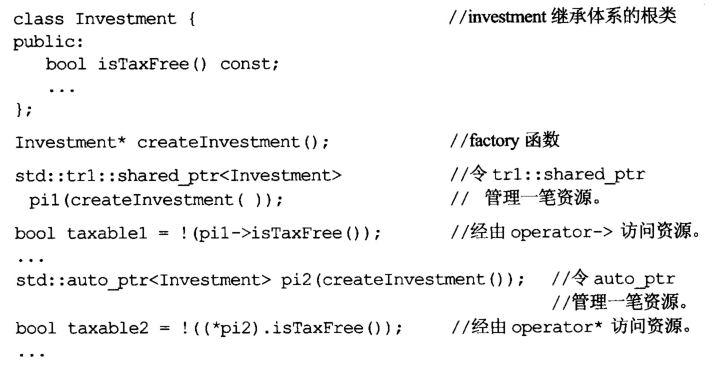 class Investment { //investment 继承体系的根类
public:
bool isTaxFree() const;
...
};
Investment* createInvestment(); //factory 函数
std::tr1::shared_ptr<Investment> //令 tr1::shared_ptr
pi1(createInvestment( )); // 管理一笔资源。
bool taxable1 = !(pi1->isTaxFree()); //经由 operator-> 访问资源。
...
std::auto_ptr<Investment> pi2(createInvestment()); //令 auto_ptr
//管理一笔资源。
bool taxable2 = !((*pi2).isTaxFree()); //经由 operator* 访问资源。
...